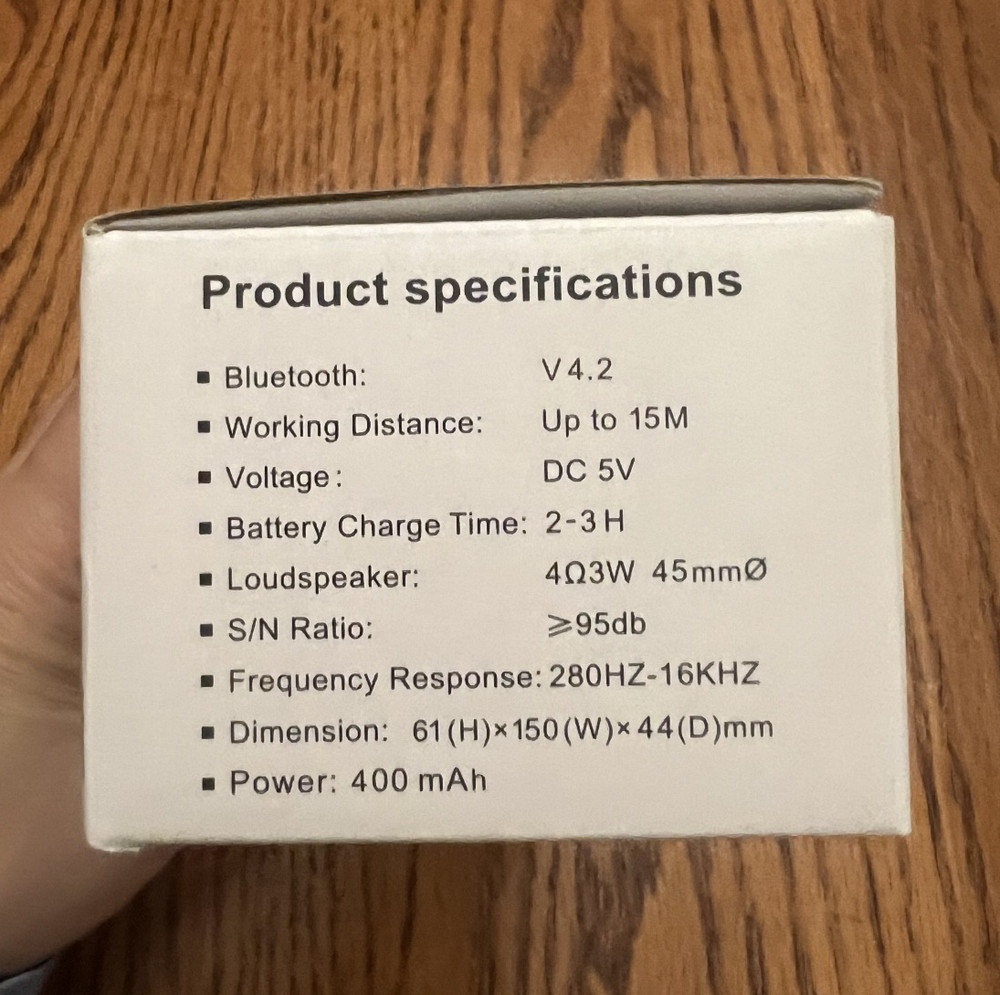 Product specifications
▪ Bluetooth: V4.2
▪ Working Distance: Up to 15M
▪ Voltage: DC 5V
▪ Battery Charge Time: 2-3H
▪ Loudspeaker: 4Ω3W 45mmØ
▪ S/N Ratio: ⩾95db
▪ Frequency Response: 280HZ-16KHZ
▪ Dimension: 61(H)×150(W)×44(D)mm
▪ Power: 400 mAh